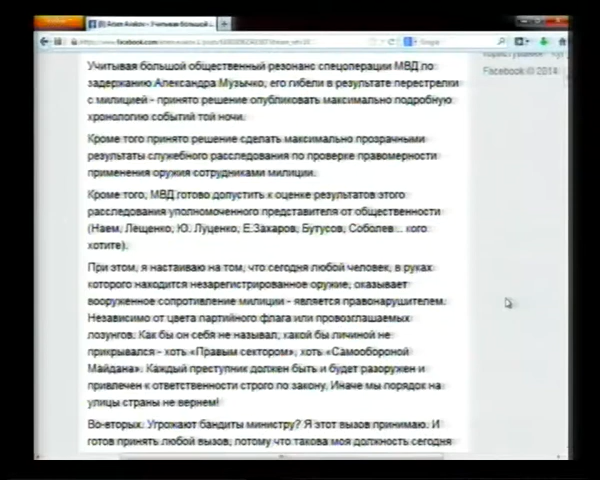 Arsen Avakov - Учитывая большой
Google
Facebook © 2014
Учитывая большой общественный резонанс спецоперации МВД по
задержанию Александра Музычко, его гибели в результате перестрелки
с милицией - принято решение опубликовать максимально подробную
хронологию событий той ночи.
Кроме того принято решение сделать максимально прозрачными
результаты служебного расследования по проверке правомерности
применения оружия сотрудниками милиции.
Кроме того, МВД готово допустить к оценке результатов этого
расследования уполномоченного представителя от общественности
(Наем, Лещенко, Ю. Луценко, Е.Захаров, Бутусов, Соболев... кого
хотите).
При этом, я настаиваю на том, что сегодня любой человек, в руках
которого находится незарегистрированное оружие, оказывает
вооруженное сопротивление милиции - является правонарушителем.
Независимо от цвета партийного флага или провозглашаемых
лозунгов. Как бы он себя не называл, какой бы личиной не
прикрывался - хоть «Правым сектором», хоть «Самообороной
Майдана». Каждый преступник должен быть и будет разоружен и
привлечен к ответственности строго по закону. Иначе мы порядок на
улицы страны не вернем!
Во-вторых. Угрожают бандиты министру? Я этот вызов принимаю. И
готов принять любой вызов, потому что такова моя должность сегодня